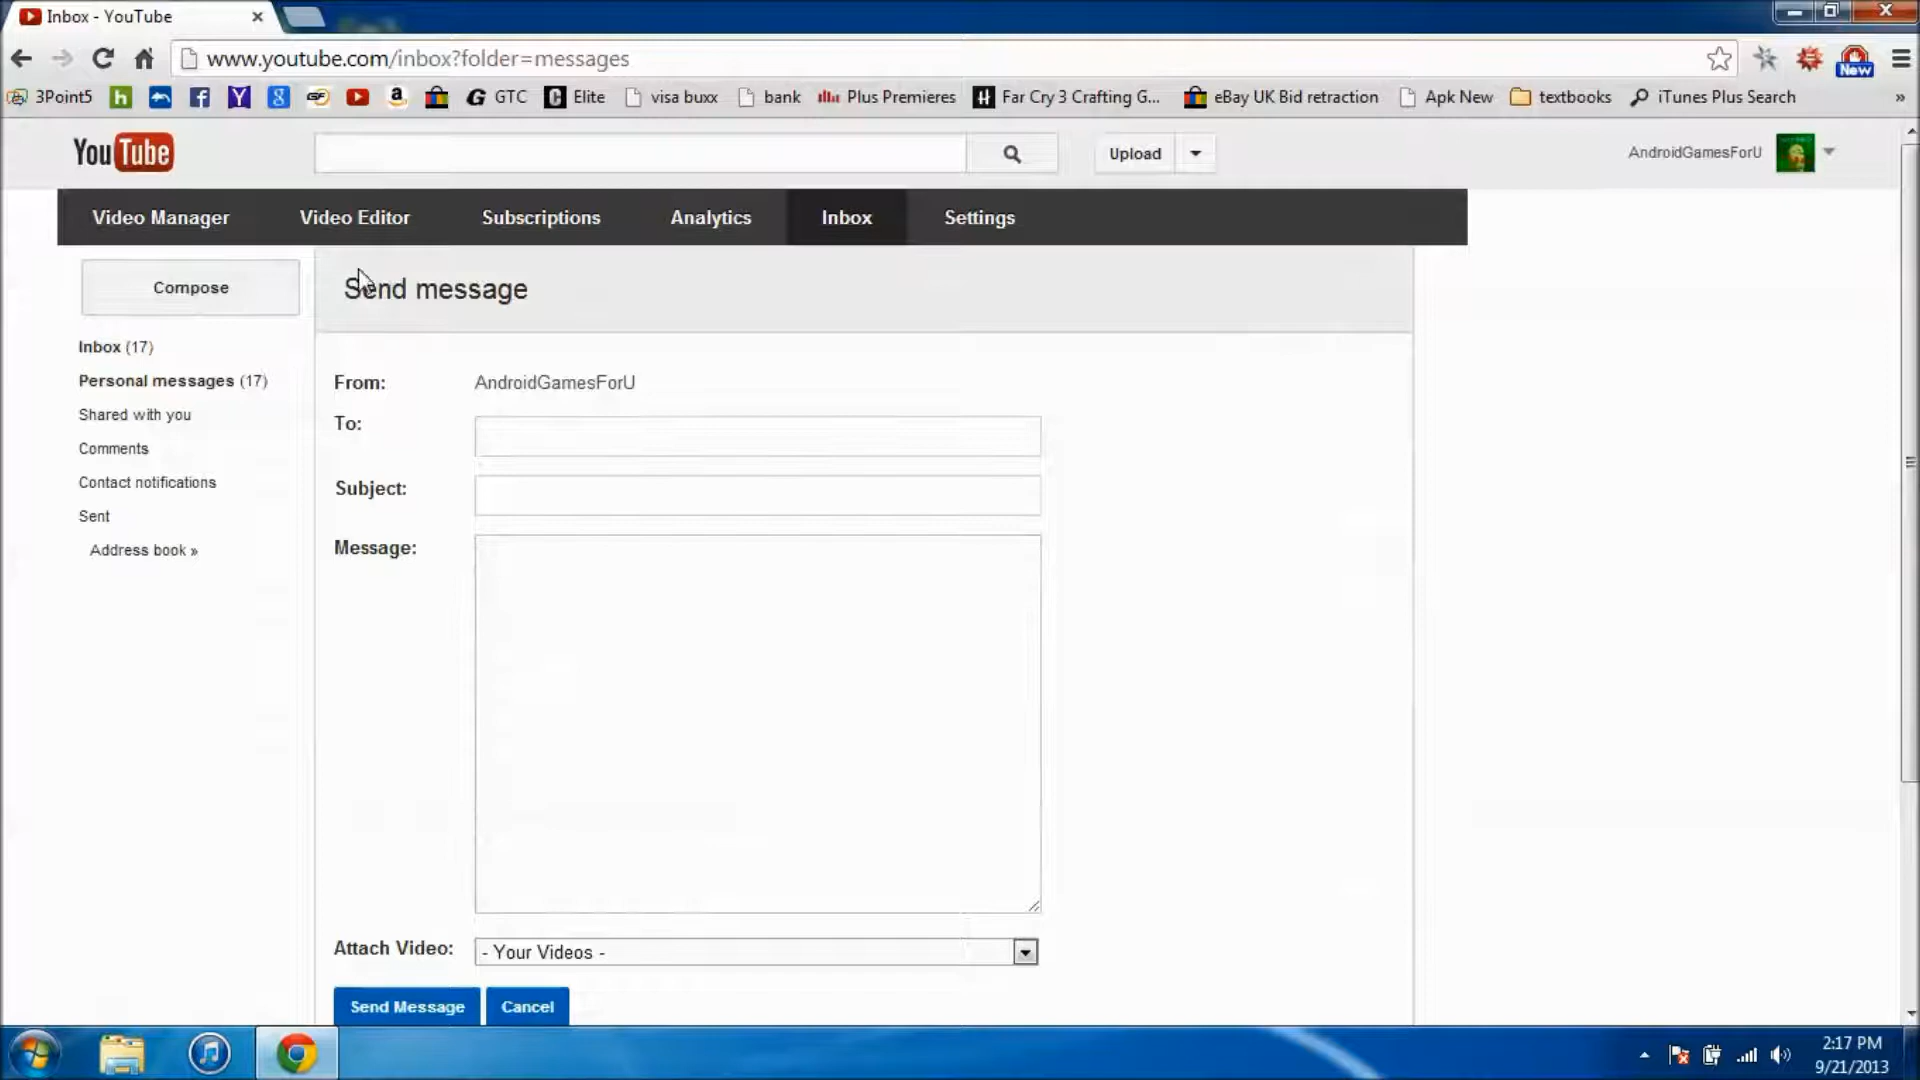 Inbox - YouTube
www.youtube.com/inbox?folder=messages
New
3Point5 GTC Elite visa buxx bank Plus Premieres Far Cry 3 Crafting G... eBay UK Bid retraction Apk New textbooks iTunes Plus Search »
YouTube
Upload
AndroidGamesForU
Video Manager Video Editor Subscriptions Analytics Inbox Settings
Compose
Inbox (17)
Personal messages (17)
Shared with you
Comments
Contact notifications
Sent
Address book »
Send message
From: AndroidGamesForU
To:
Subject:
Message:
Attach Video: - Your Videos -
Send Message Cancel
2:17 PM
9/21/2013